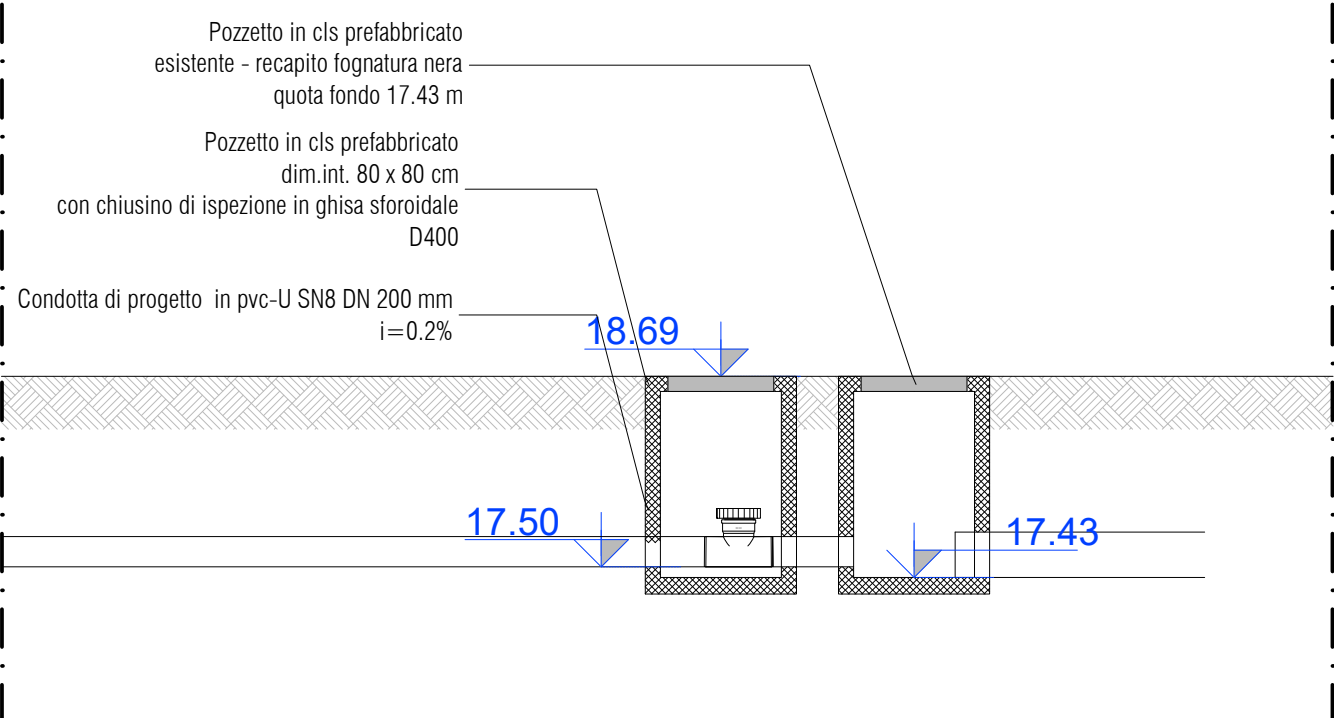 Pozzetto in cls prefabbricato
esistente - recapito fognatura nera
quota fondo 17.43 m
Pozzetto in cls prefabbricato
dim.int. 80 x 80 cm
con chiusino di ispezione in ghisa sforoidale
D400
Condotta di progetto in pvc-U SN8 DN 200 mm
i=0.2%
18.69
17.50
17.43